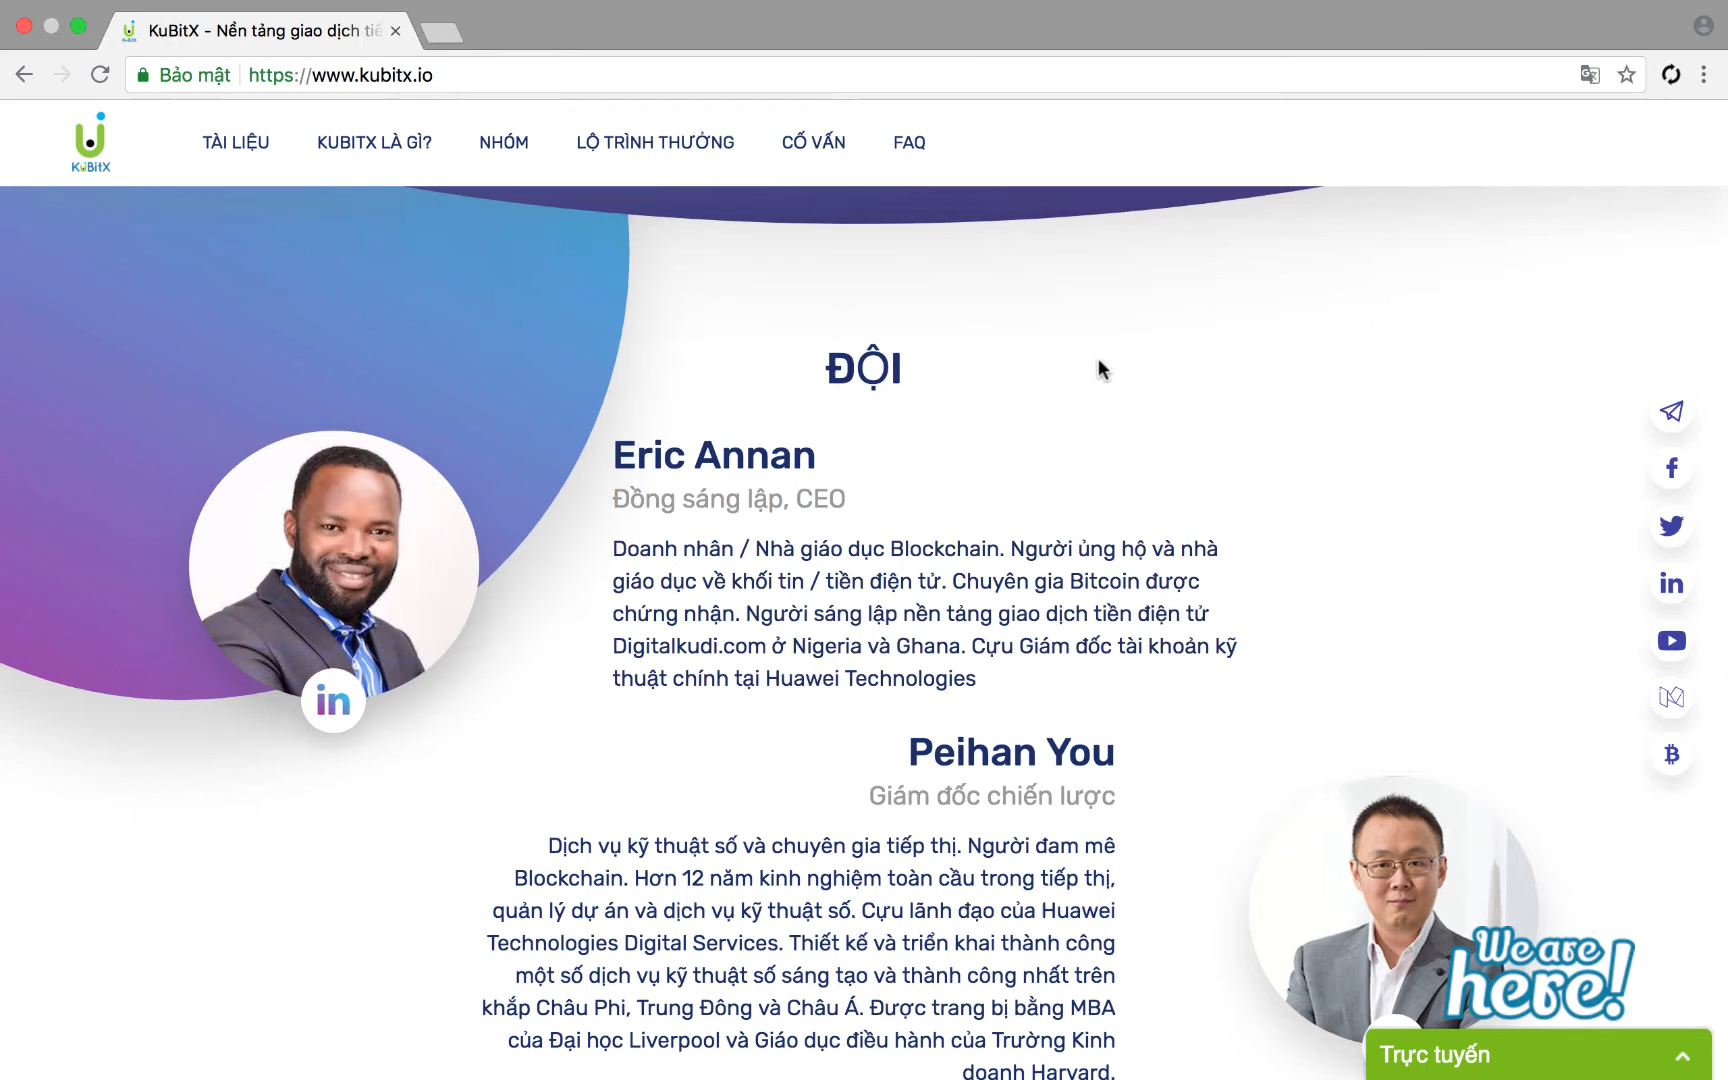 KuBitX - Nền tảng giao dịch tiề
Bảo mật
https://www.kubitx.io
KuBitX
TÀI LIỆU
KUBITX LÀ GÌ?
NHÓM
LỘ TRÌNH THƯỞNG
CỐ VẤN
FAQ
ĐỘI
Eric Annan
Đồng sáng lập, CEO
Doanh nhân / Nhà giáo dục Blockchain. Người ủng hộ và nhà
giáo dục về khối tin / tiền điện tử. Chuyên gia Bitcoin được
chứng nhận. Người sáng lập nền tảng giao dịch tiền điện tử
Digitalkudi.com ở Nigeria và Ghana. Cựu Giám đốc tài khoản kỹ
thuật chính tại Huawei Technologies
in
Peihan You
Giám đốc chiến lược
Dịch vụ kỹ thuật số và chuyên gia tiếp thị. Người đam mê
Blockchain. Hơn 12 năm kinh nghiệm toàn cầu trong tiếp thị,
quản lý dự án và dịch vụ kỹ thuật số. Cựu lãnh đạo của Huawei
Technologies Digital Services. Thiết kế và triển khai thành công
một số dịch vụ kỹ thuật số sáng tạo và thành công nhất trên
khắp Châu Phi, Trung Đông và Châu Á. Được trang bị bằng MBA
của Đại học Liverpool và Giáo dục điều hành của Trường Kinh
doanh Harvard.
We are
here!
Trực tuyến